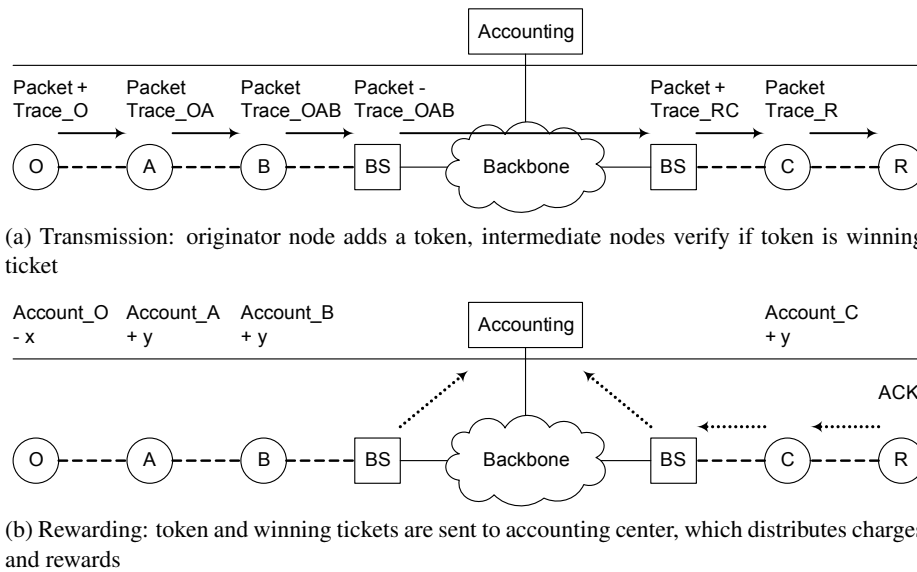 Accounting
Packet + Packet Packet Packet - Packet + Packet
Trace_O Trace_OA Trace_OAB Trace_OAB Trace_RC Trace_R
O A B BS Backbone BS C R
(a) Transmission: originator node adds a token, intermediate nodes verify if token is winning
ticket
Account_O Account_A Account_B Accounting Account_C
- x + y + y + y
ACK
O A B BS Backbone BS C R
(b) Rewarding: token and winning tickets are sent to accounting center, which distributes charges
and rewards